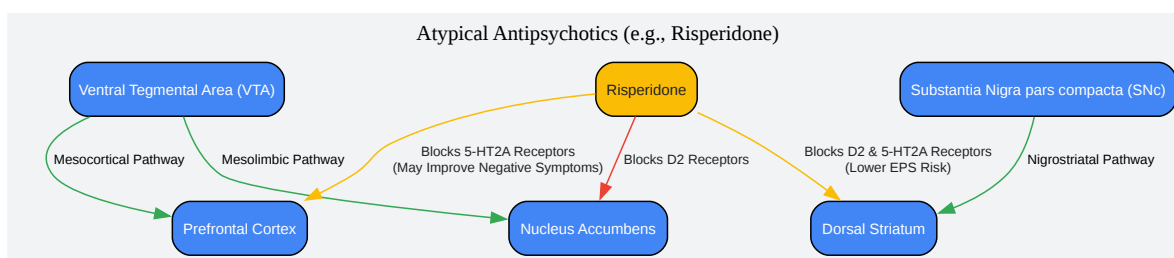 Atypical Antipsychotics (e.g., Risperidone)
Ventral Tegmental Area (VTA)
Risperidone
Substantia Nigra pars compacta (SNc)
Mesocortical Pathway
Mesolimbic Pathway
Blocks 5-HT2A Receptors
(May Improve Negative Symptoms)
Blocks D2 Receptors
Blocks D2 & 5-HT2A Receptors
(Lower EPS Risk)
Nigrostriatal Pathway
Prefrontal Cortex
Nucleus Accumbens
Dorsal Striatum